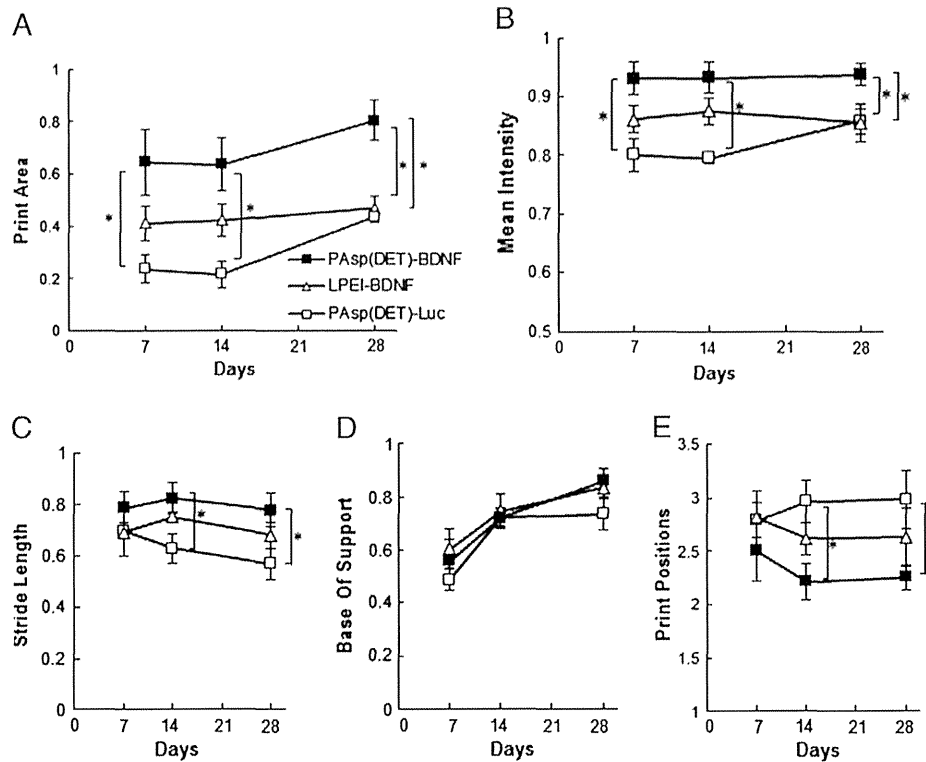 A
Print Area
1
0.8
0.6
0.4
0.2
0
*
*
*
*
PAsp(DET)-BDNF
LPEI-BDNF
PAsp(DET)-Luc
0 7 14 21 28
Days
B
Mean Intensity
1
0.9
0.8
0.7
0.6
0.5
*
*
*
*
0 7 14 21 28
Days
C
Stride Length
1
0.8
0.6
0.4
0.2
0
*
*
0 7 14 21 28
Days
D
Base Of Support
1
0.8
0.6
0.4
0.2
0
0 7 14 21 28
Days
E
Print Positions
3.5
3
2.5
2
1.5
1
*
0 7 14 21 28
Days